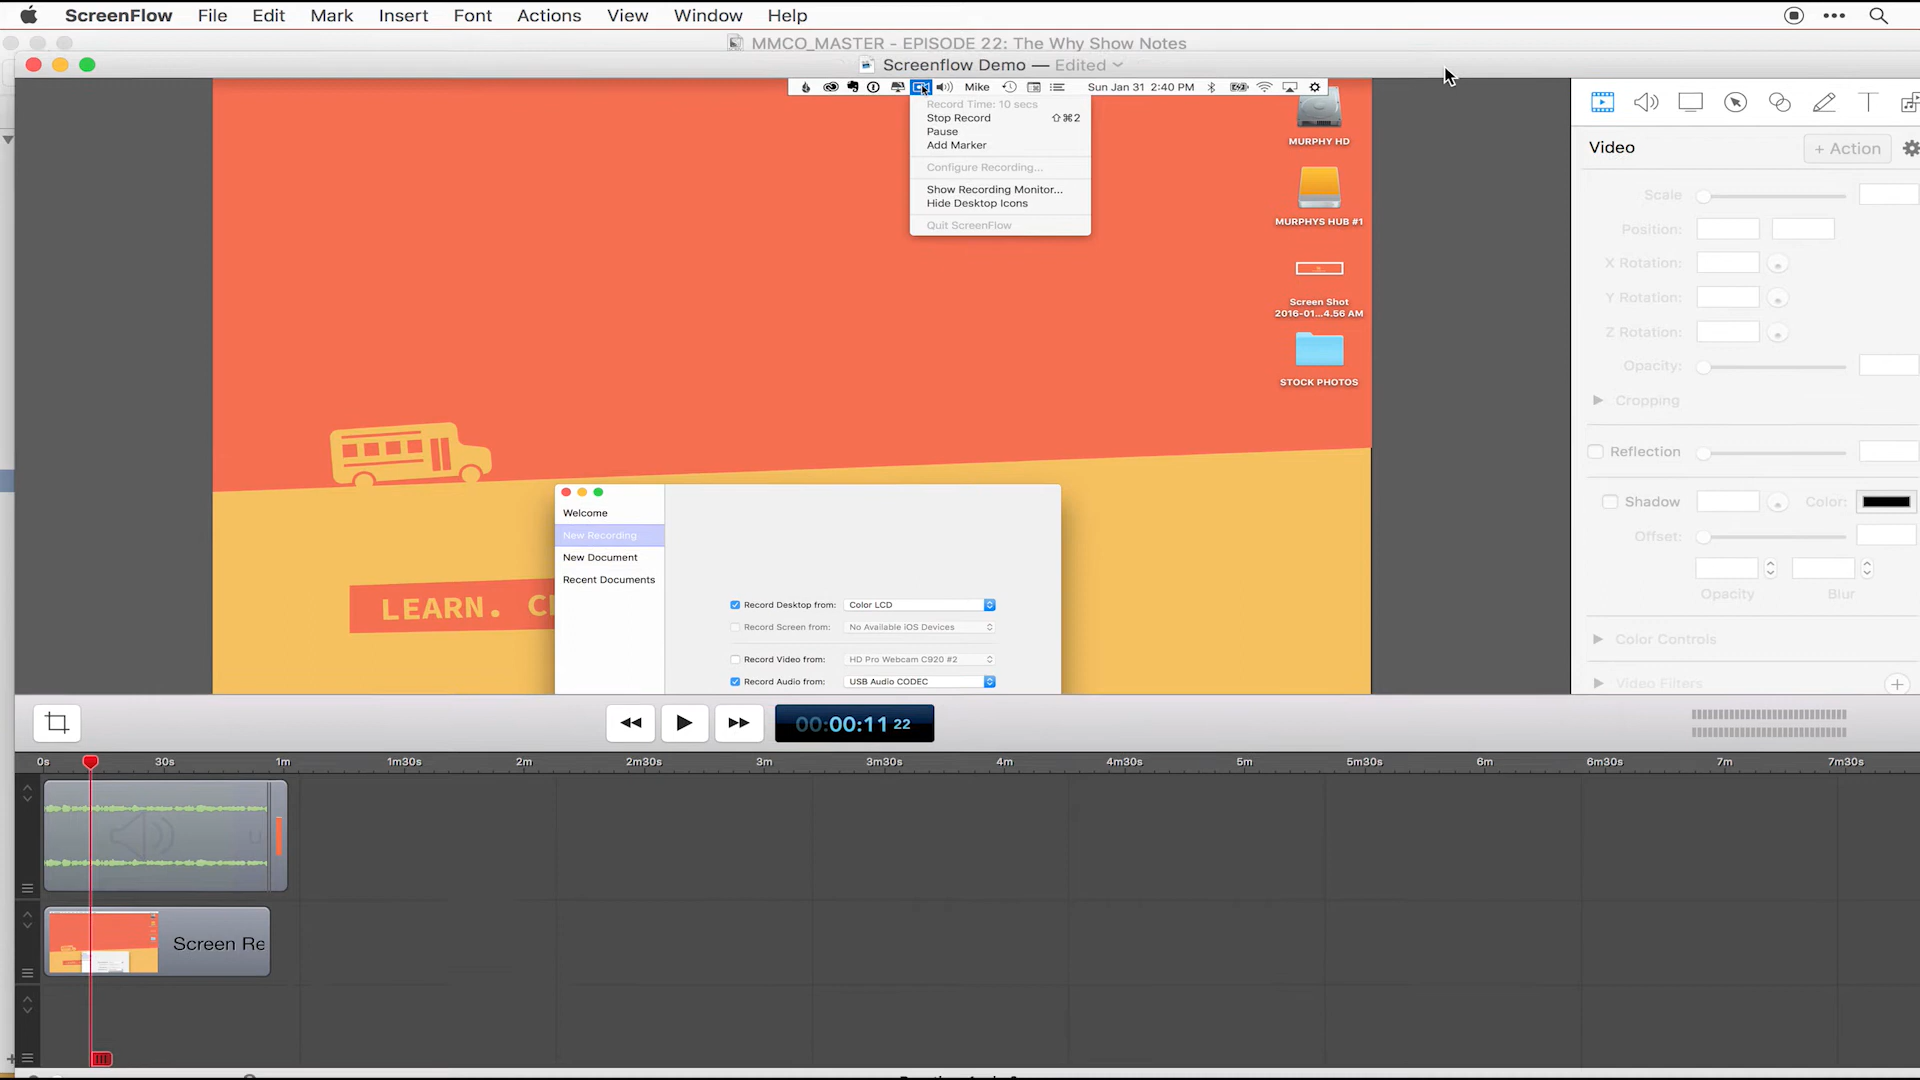 ScreenFlow File Edit Mark Insert Font Actions View Window Help
MMCO_MASTER - EPISODE 22: The Why Show Notes
Screenflow Demo — Edited
Mike Sun Jan 31 2:40 PM
Record Time: 10 secs
Stop Record ⇧⌘2
Pause
Add Marker
Configure Recording...
Show Recording Monitor...
Hide Desktop Icons
Quit ScreenFlow
MURPHY HD
MURPHYS HUB #1
Screen Shot
2016-01...4.56 AM
STOCK PHOTOS
LEARN.
Welcome
New Recording
New Document
Recent Documents
Record Desktop from: Color LCD
Record Screen from: No Available iOS Devices
Record Video from: HD Pro Webcam C920 #2
Record Audio from: USB Audio CODEC
Video + Action
Scale
Position:
X Rotation:
Y Rotation:
Z Rotation:
Opacity:
Cropping
Reflection
Shadow Color:
Offset:
Opacity Blur
Color Controls
Video Filters
00:00:11 22
0s 30s 1m 1m30s 2m 2m30s 3m 3m30s 4m 4m30s 5m 5m30s 6m 6m30s 7m 7m30s
Screen Re